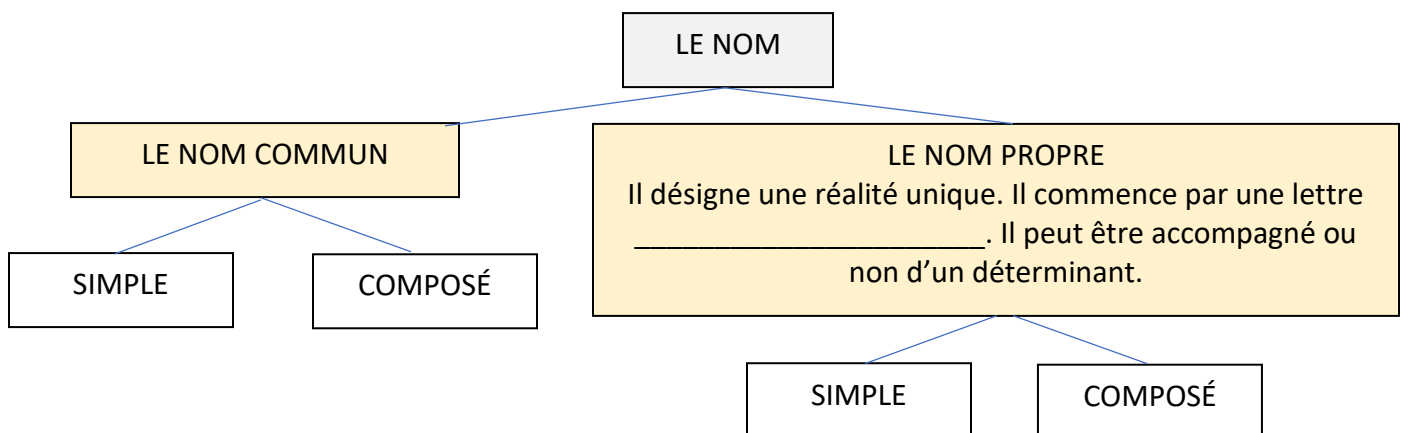 LE NOM
LE NOM COMMUN
SIMPLE
COMPOSÉ
LE NOM PROPRE
Il désigne une réalité unique. Il commence par une lettre
______________________. Il peut être accompagné ou
non d’un déterminant.
SIMPLE
COMPOSÉ